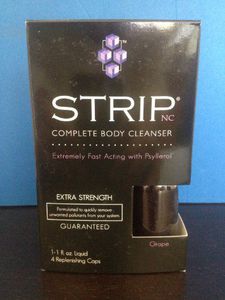 STRIP®
NC
COMPLETE BODY CLEANSER
Extremely Fast Acting with Psyllerol®
EXTRA STRENGTH
Formulated to quickly remove
unwanted pollutants from your system.
GUARANTEED
Grape
1-1 fl. oz. Liquid
4 Replenishing Caps